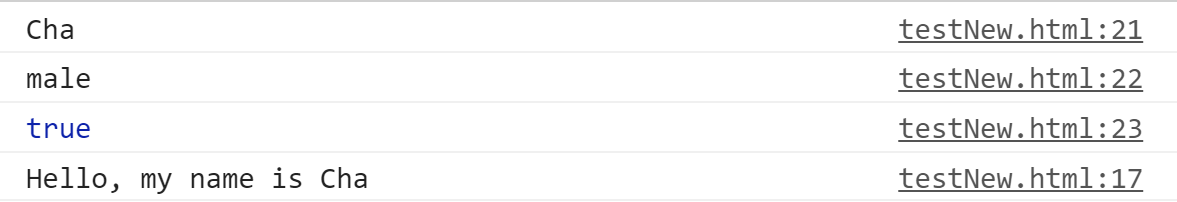 Cha testNew.html:21
male testNew.html:22
true testNew.html:23
Hello, my name is Cha testNew.html:17